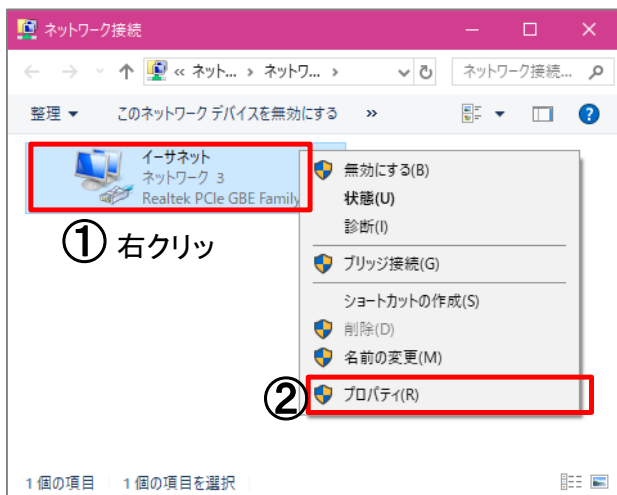 ネットワーク接続
« ネット... › ネットワ... ›
ネットワーク接続...
整理 ▼ このネットワーク デバイスを無効にする »
イーサネット
ネットワーク 3
Realtek PCIe GBE Family
① 右クリッ
無効にする(B)
状態(U)
診断(I)
ブリッジ接続(G)
ショートカットの作成(S)
削除(D)
名前の変更(M)
② プロパティ(R)
1 個の項目 1 個の項目を選択